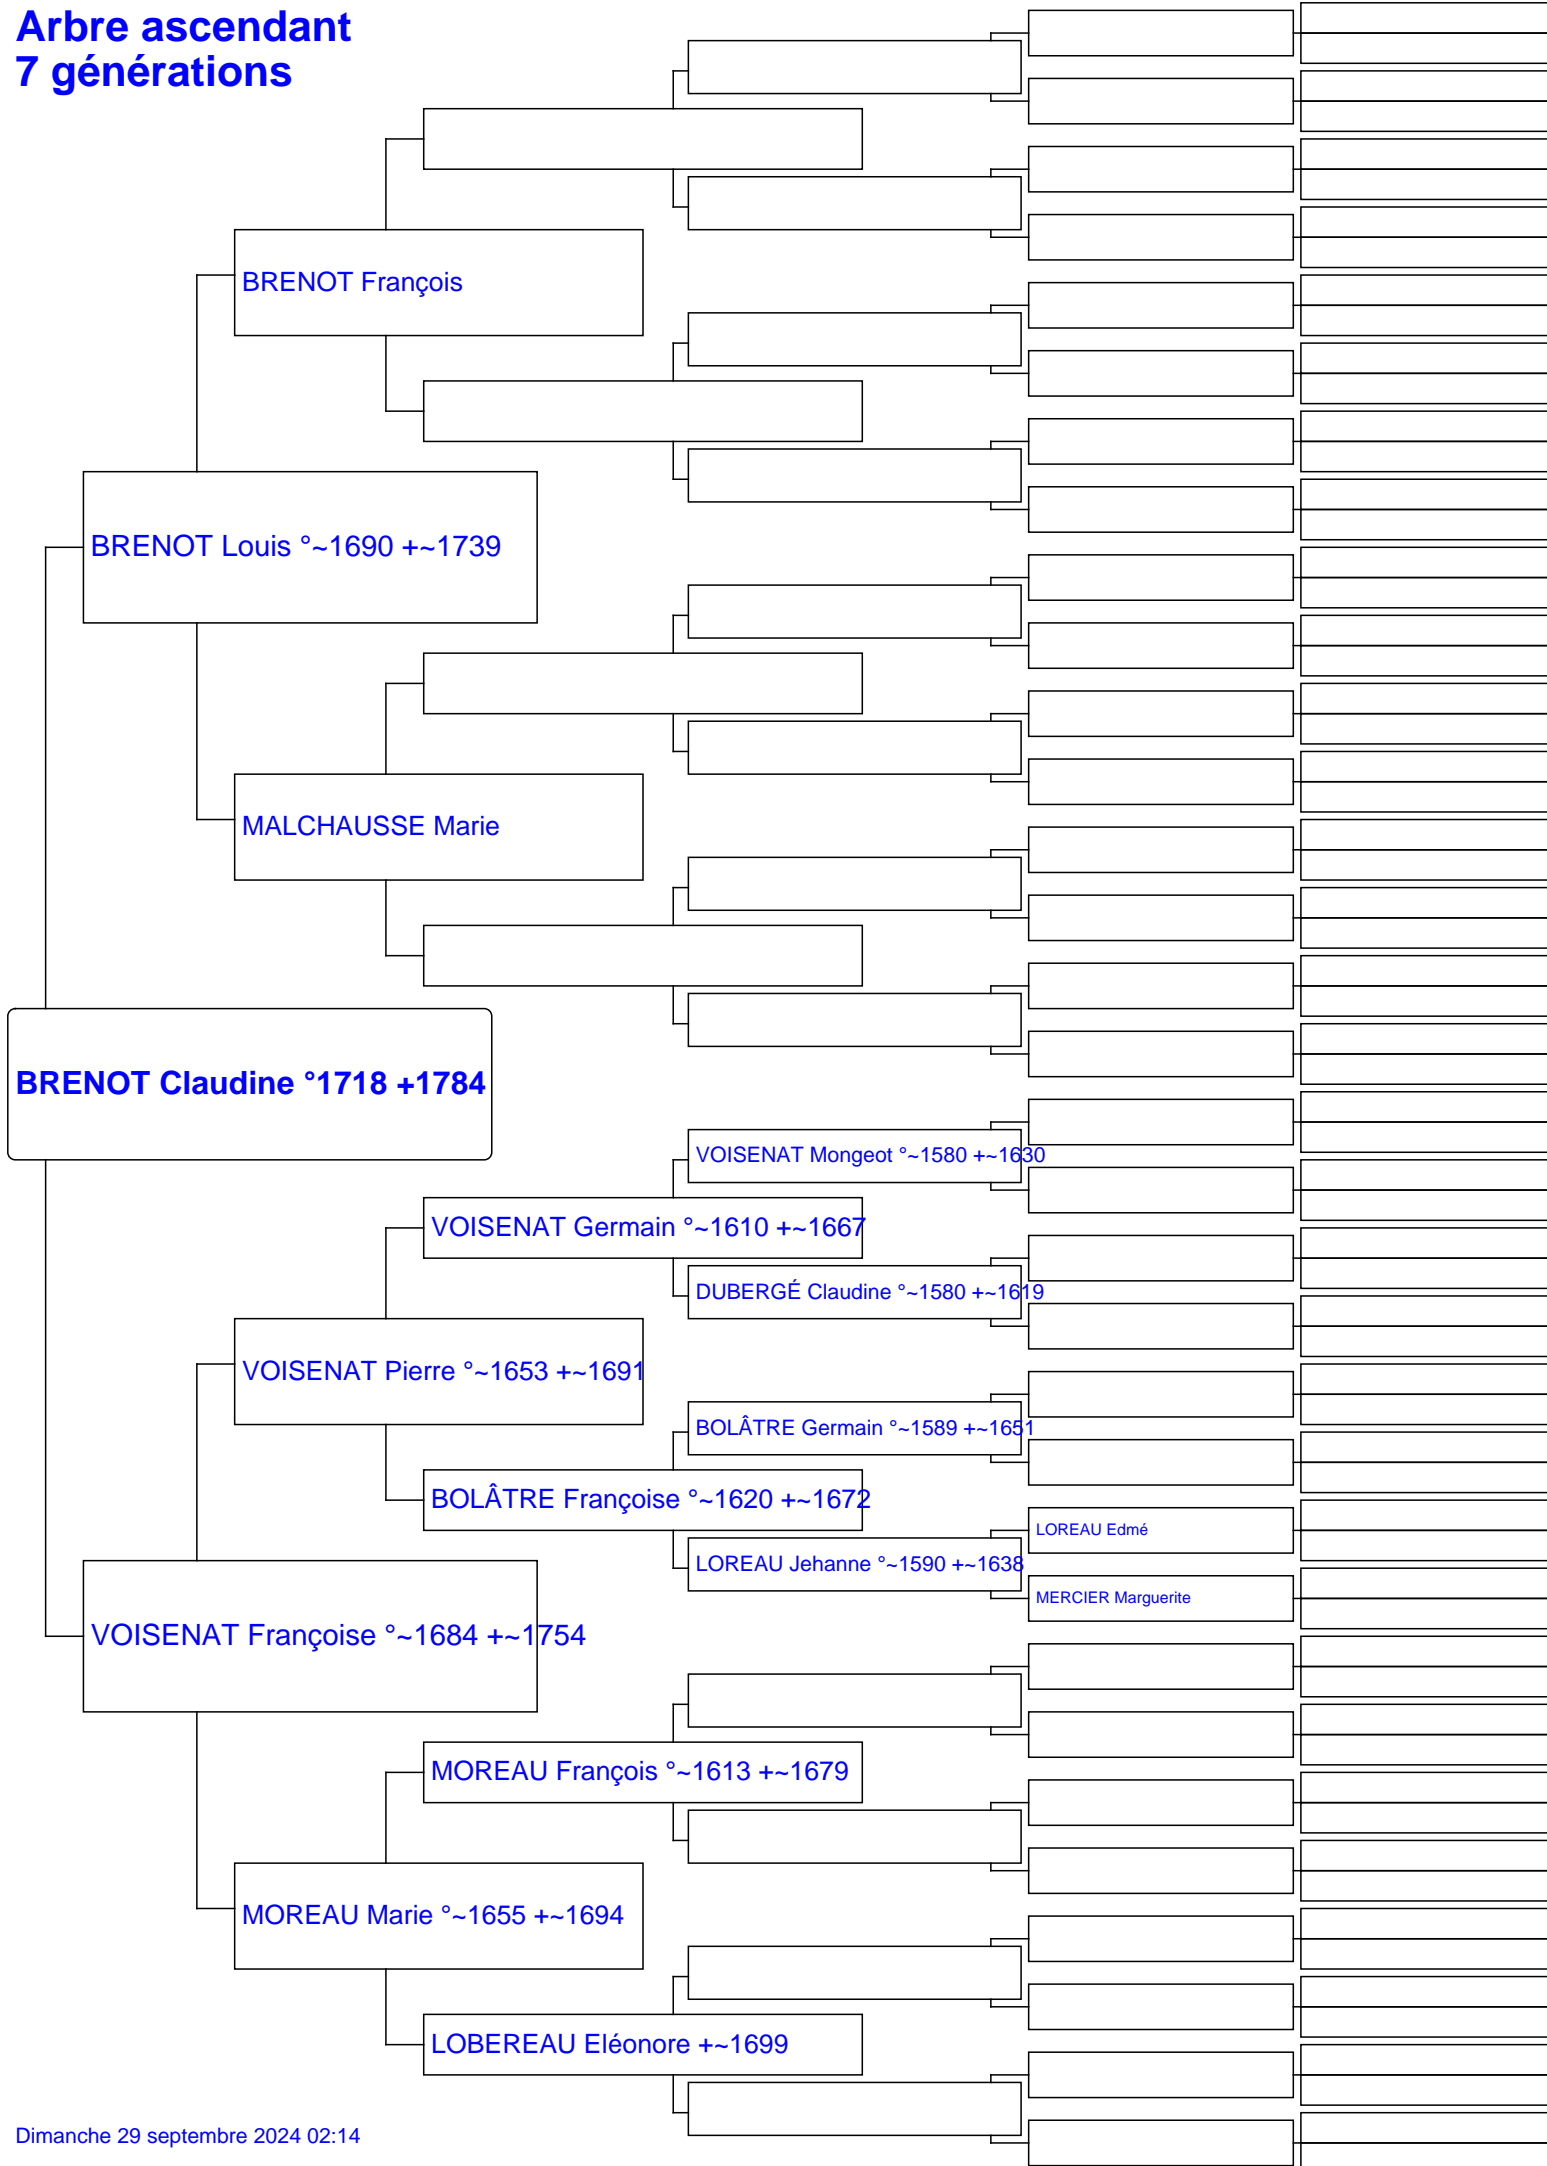 Arbre ascendant
7 générations
BRENOT François
BRENOT Louis °~1690 +~1739
MALCHAUSSE Marie
BRENOT Claudine °1718 +1784
VOISENAT Mongeot °~1580 +~1630
VOISENAT Germain °~1610 +~1667
DUBERGÉ Claudine °~1580 +~1619
VOISENAT Pierre °~1653 +~1691
BOLÂTRE Germain °~1589 +~1651
BOLÂTRE Françoise °~1620 +~1672
LOREAU Edmé
LOREAU Jehanne °~1590 +~1638
MERCIER Marguerite
VOISENAT Françoise °~1684 +~1754
MOREAU François °~1613 +~1679
MOREAU Marie °~1655 +~1694
LOBEREAU Eléonore +~1699
Dimanche 29 septembre 2024 02:14